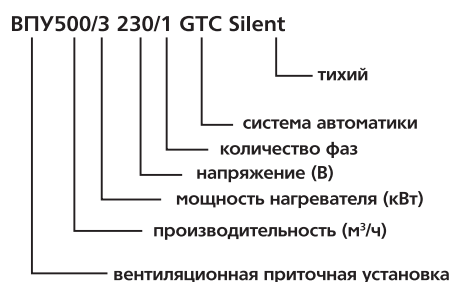 ВПУ500/3 230/1 GTC Silent
тихий
система автоматики
количество фаз
напряжение (В)
мощность нагревателя (кВт)
производительность (м³/ч)
вентиляционная приточная установка